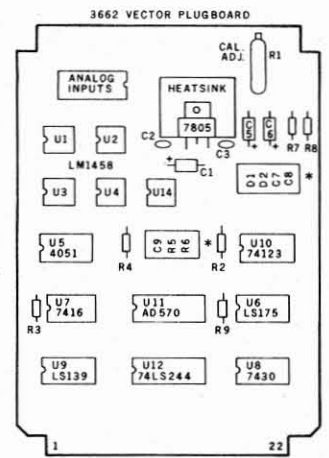 3662 VECTOR PLUGBOARD
CAL.
ADJ.
R1
ANALOG
INPUTS
HEATSINK
7805
C2
C3
C5
C6
+
+
R7
R8
U1
U2
LM1458
+
C1
D1
D2
C7
C8
*
U3
U4
U14
U5
4051
R4
C9
R5
R6
*
R2
U10
74123
R3
U7
7416
U11
AD570
R9
U6
LS175
U9
LS139
U12
74LS244
U8
7430
1
22